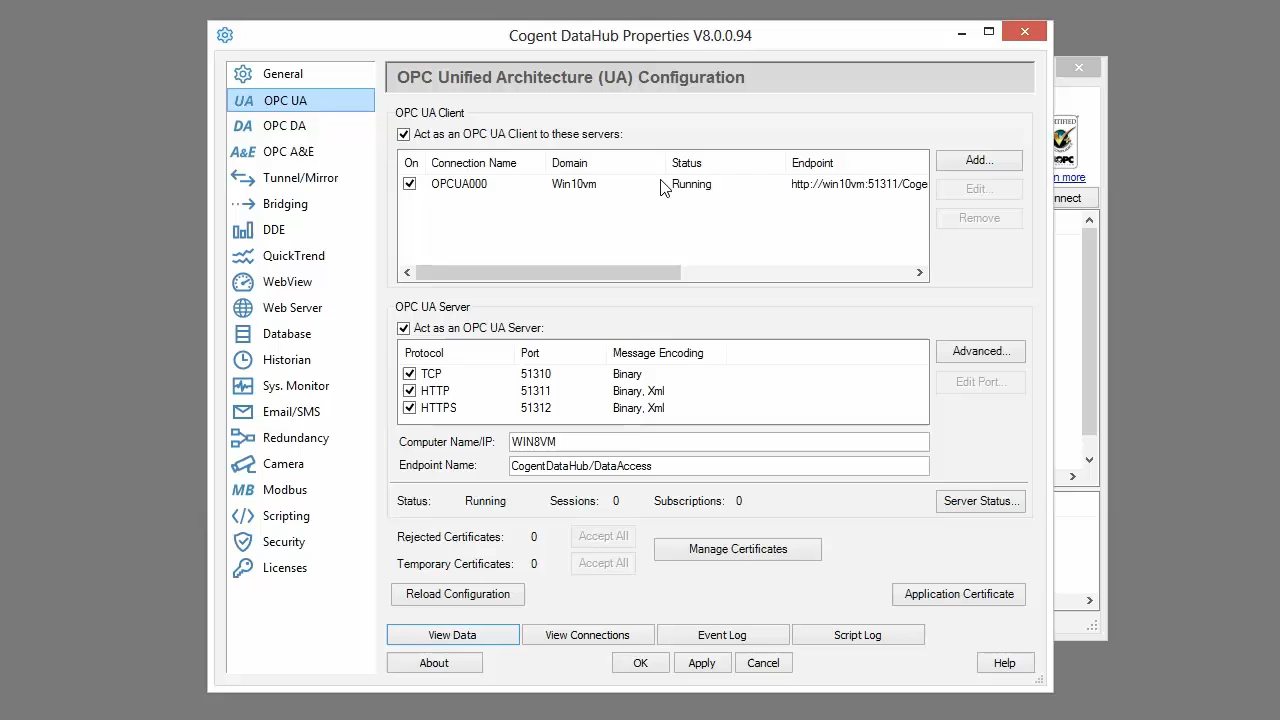 Cogent DataHub Properties V8.0.0.94
General
UA OPC UA
DA OPC DA
A&E OPC A&E
Tunnel/Mirror
Bridging
DDE
QuickTrend
WebView
Web Server
Database
Historian
Sys. Monitor
Email/SMS
Redundancy
Camera
MB Modbus
Scripting
Security
Licenses
OPC Unified Architecture (UA) Configuration
OPC UA Client
Act as an OPC UA Client to these servers:
On Connection Name Domain Status Endpoint
OPCUA000 Win10vm Running http://win10vm:51311/Coge
Add...
Edit...
Remove
OPC UA Server
Act as an OPC UA Server:
Protocol Port Message Encoding
TCP 51310 Binary
HTTP 51311 Binary, Xml
HTTPS 51312 Binary, Xml
Advanced...
Edit Port...
Computer Name/IP: WIN8VM
Endpoint Name: CogentDataHub/DataAccess
Status: Running Sessions: 0 Subscriptions: 0 Server Status...
Rejected Certificates: 0 Accept All
Manage Certificates
Temporary Certificates: 0 Accept All
Reload Configuration Application Certificate
View Data View Connections Event Log Script Log
About OK Apply Cancel Help
TIFIED
OPC
n more
nnect